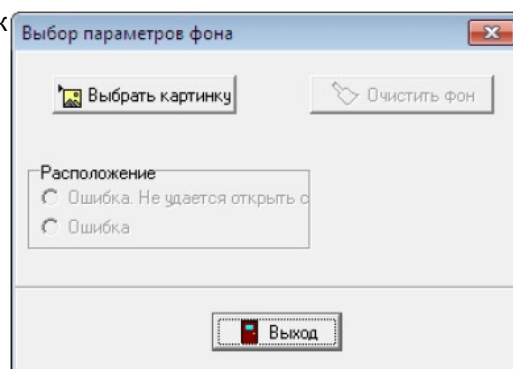 к
Выбор параметров фона
Выбрать картинку
Очистить фон
Расположение
Ошибка. Не удается открыть с
Ошибка
Выход